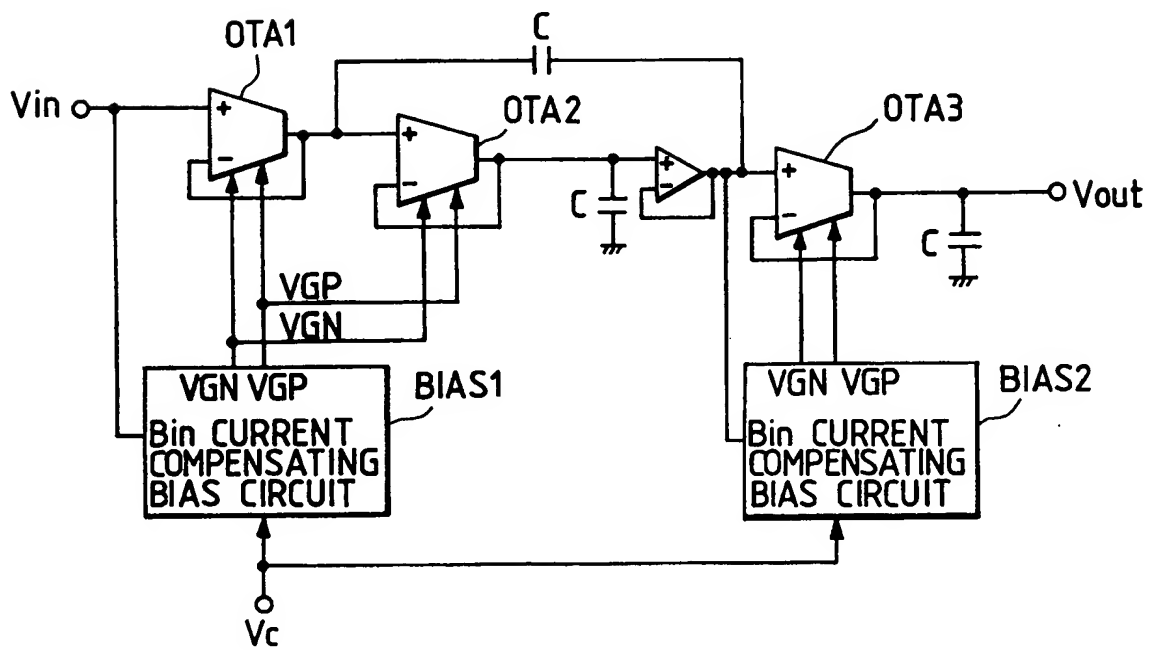 C
OTA1
Vin
+
-
OTA2
+
-
C
+
-
OTA3
+
-
C
Vout
VGP
VGN
VGN VGP
BIAS1
Bin CURRENT
COMPENSATING
BIAS CIRCUIT
VGN VGP
BIAS2
Bin CURRENT
COMPENSATING
BIAS CIRCUIT
Vc